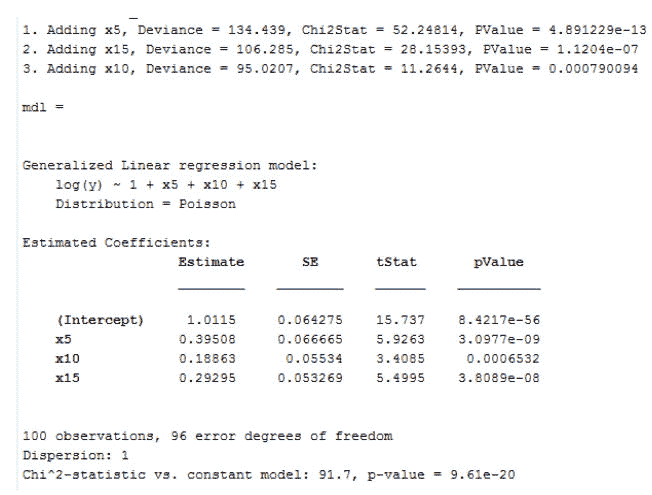 1. Adding x5, Deviance = 134.439, Chi2Stat = 52.24814, PValue = 4.891229e-13
2. Adding x15, Deviance = 106.285, Chi2Stat = 28.15393, PValue = 1.1204e-07
3. Adding x10, Deviance = 95.0207, Chi2Stat = 11.2644, PValue = 0.000790094
mdl =
Generalized Linear regression model:
log(y) ~ 1 + x5 + x10 + x15
Distribution = Poisson
Estimated Coefficients:
Estimate SE tStat pValue
(Intercept) 1.0115 0.064275 15.737 8.4217e-56
x5 0.39508 0.066665 5.9263 3.0977e-09
x10 0.18863 0.05534 3.4085 0.0006532
x15 0.29295 0.053269 5.4995 3.8089e-08
100 observations, 96 error degrees of freedom
Dispersion: 1
Chi^2-statistic vs. constant model: 91.7, p-value = 9.61e-20